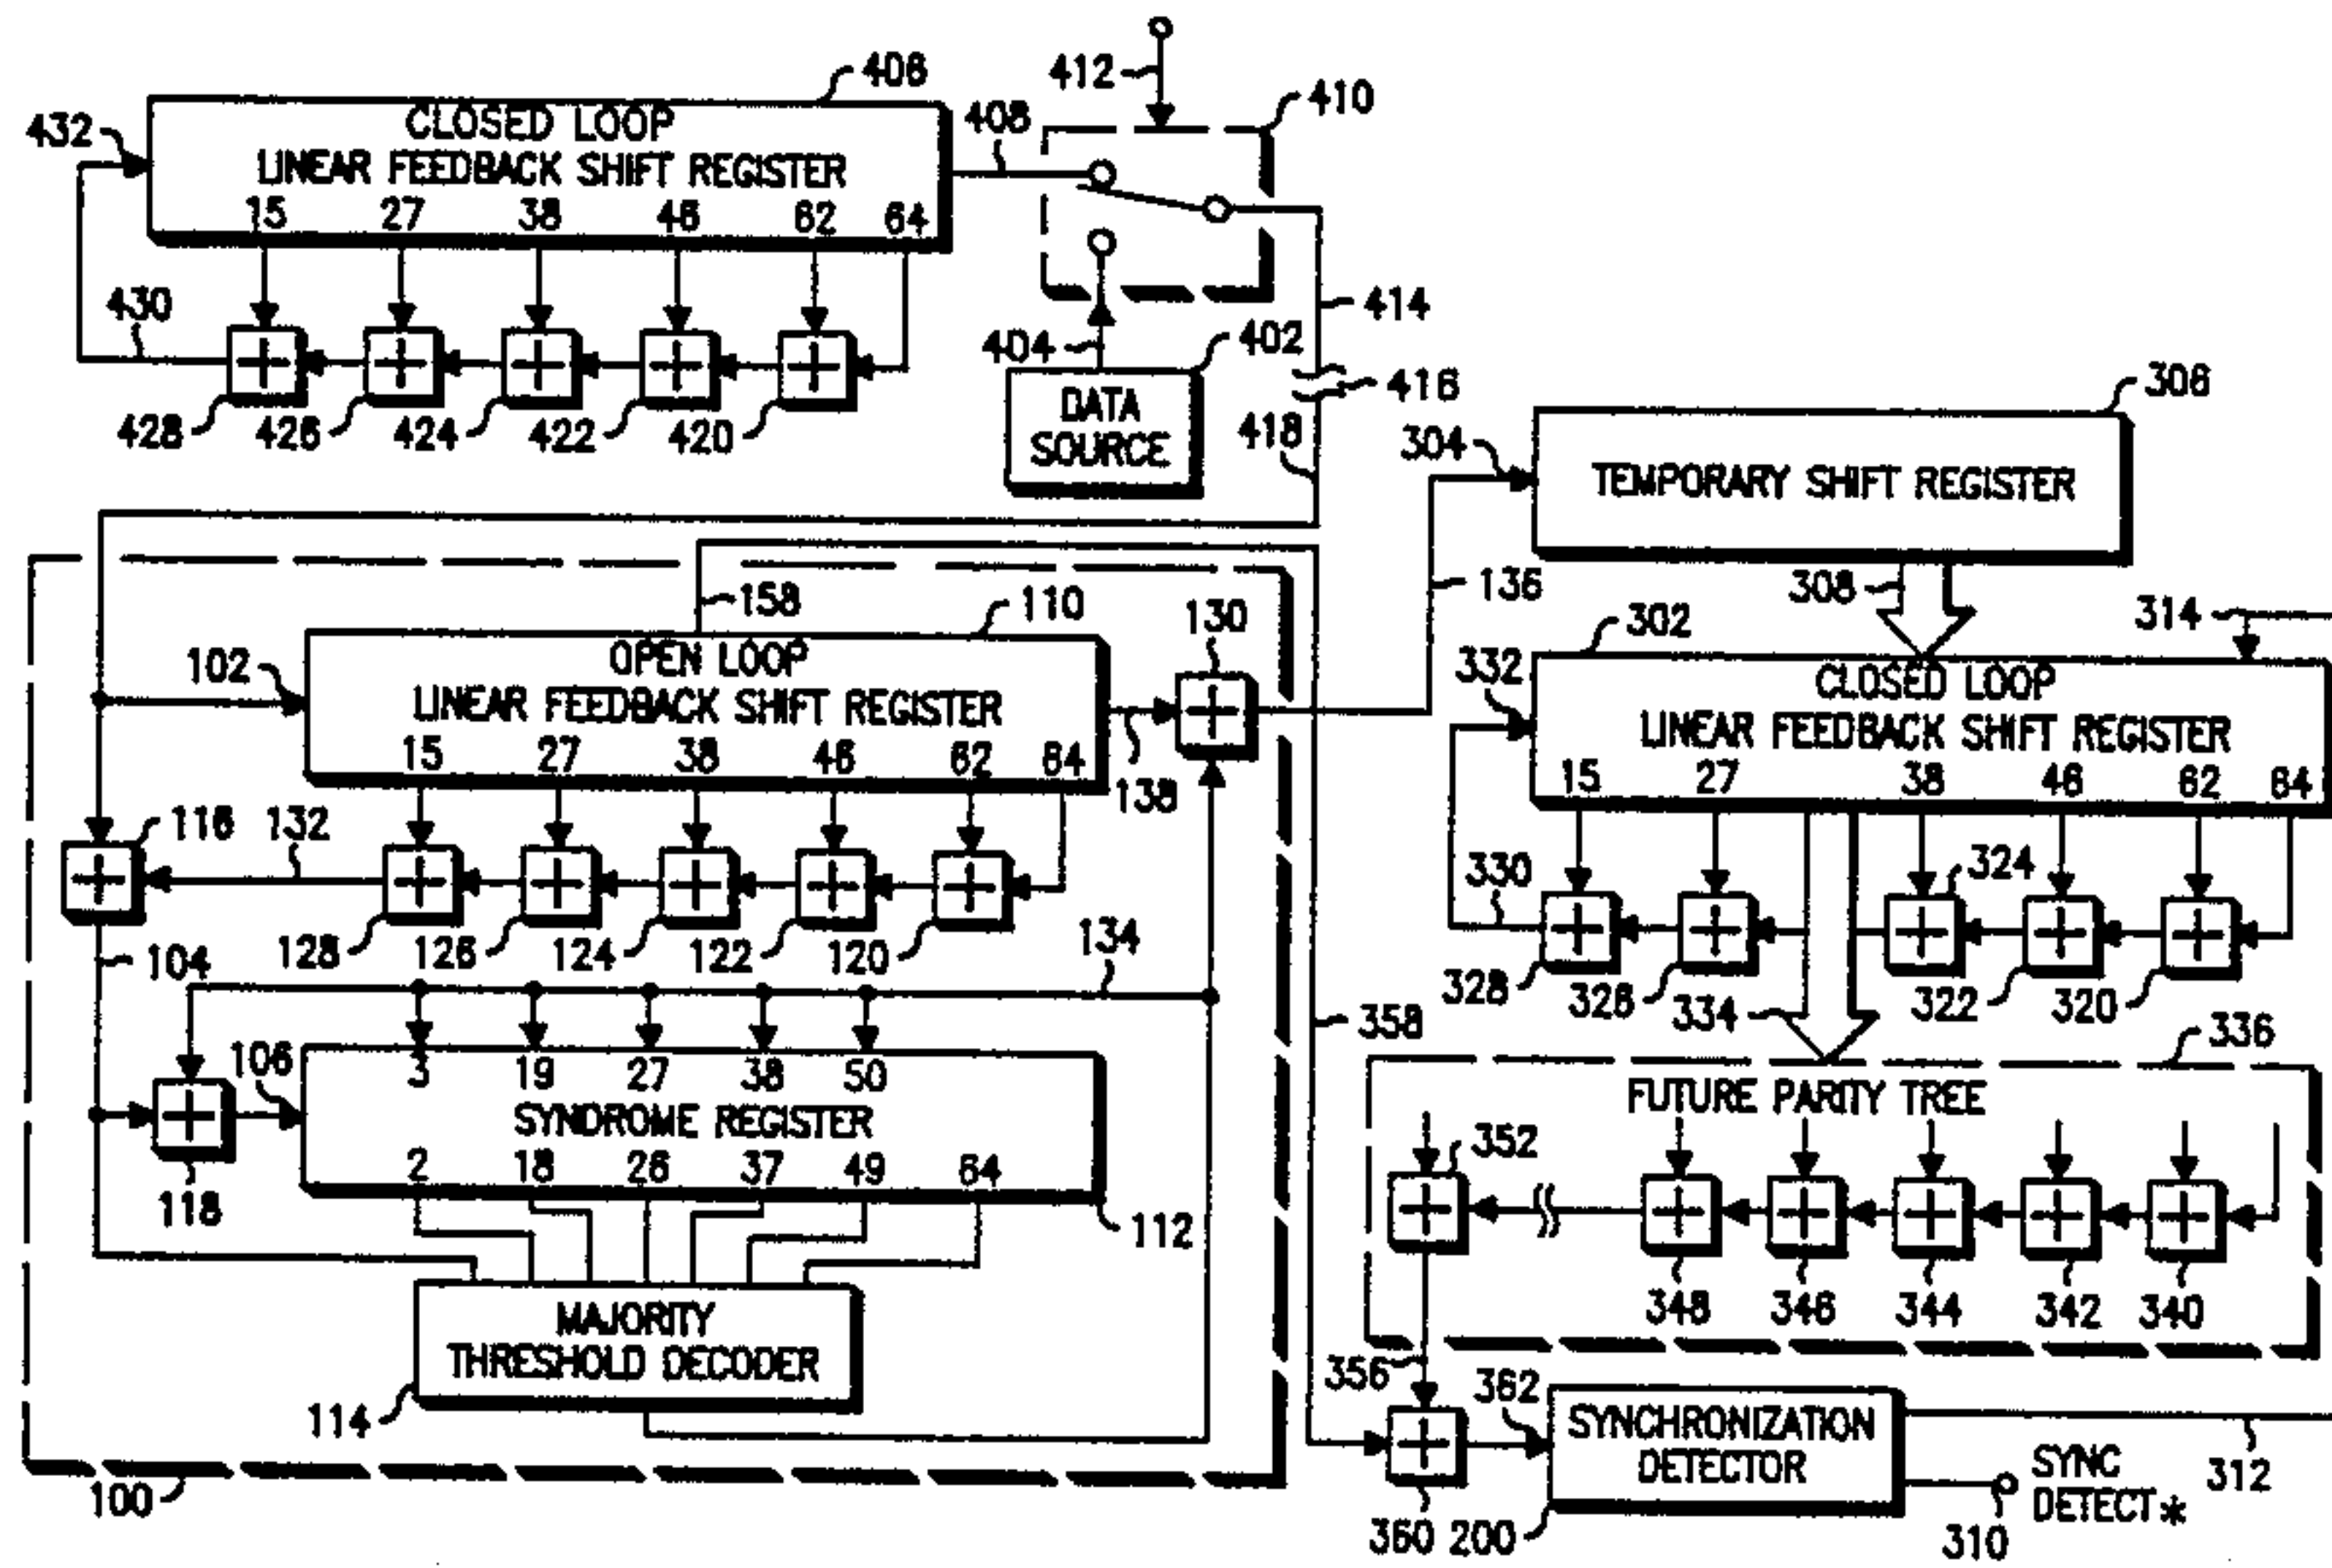 406
412
410
432
CLOSED LOOP
408
LINEAR FEEDBACK SHIFT REGISTER
15 27 38 46 62 64
430
414
404 402
416
306
428 426 424 422 420
DATA
SOURCE
418
304
TEMPORARY SHIFT REGISTER
158
110
130
136
308
314
302
102
OPEN LOOP
LINEAR FEEDBACK SHIFT REGISTER
15 27 38 46 62 64
138
332
CLOSED LOOP
LINEAR FEEDBACK SHIFT REGISTER
15 27 38 46 62 64
116
132
128 126 124 122 120
134
104
330
324
328 326 334 322 320
358
336
106
3 19 27 38 50
SYNDROME REGISTER
2 18 26 37 49 64
118
112
FUTURE PARITY TREE
352
348 346 344 342 340
MAJORITY
THRESHOLD DECODER
114
356
362
SYNCHRONIZATION
DETECTOR
100
360 200
SYNC
DETECT*
310
312